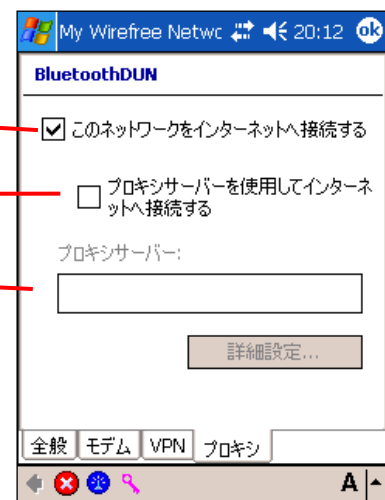 My Wirefree Netwc 20:12 ok
BluetoothDUN
このネットワークをインターネットへ接続する
プロキシサーバーを使用してインターネ
ットへ接続する
プロキシサーバー:
詳細設定...
全般 モデム VPN プロキシ
A